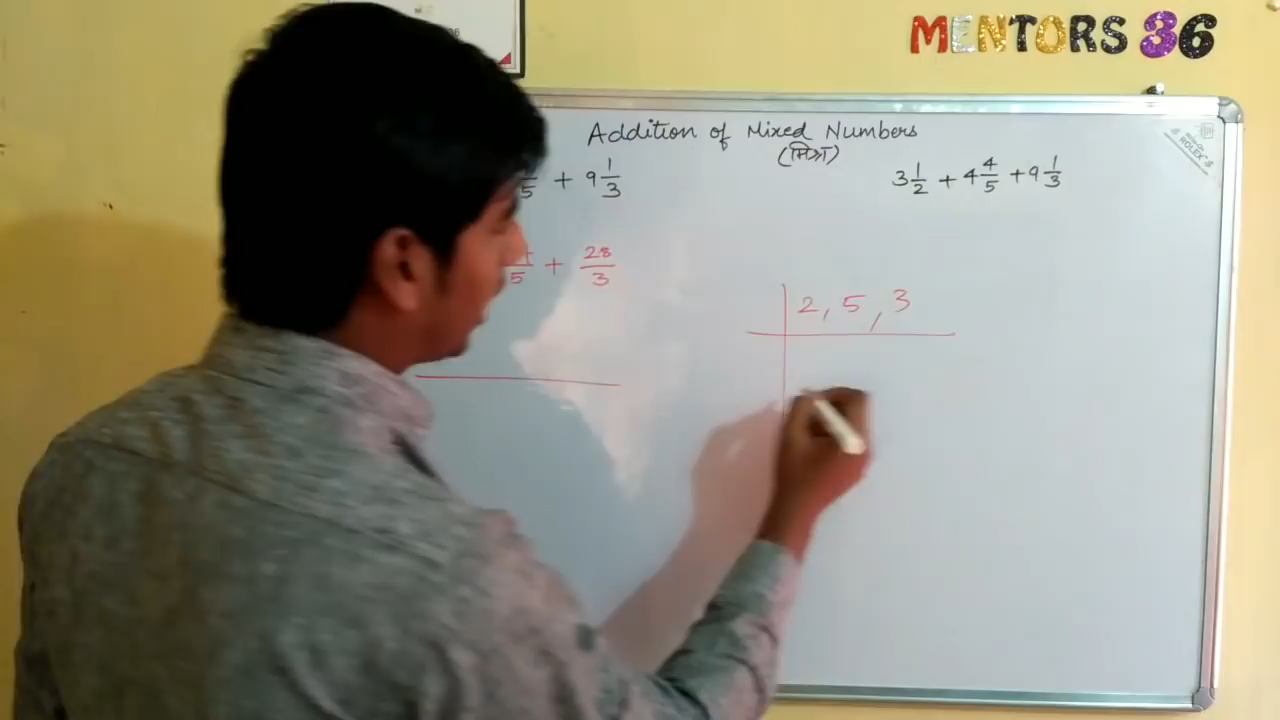 MENTORS 36
Addition of Mixed Numbers
(मिश्र)
5 + 9 1/3
3 1/2 + 4 4/5 + 9 1/3
5 + 28/3
2, 5, 3
ROLEX